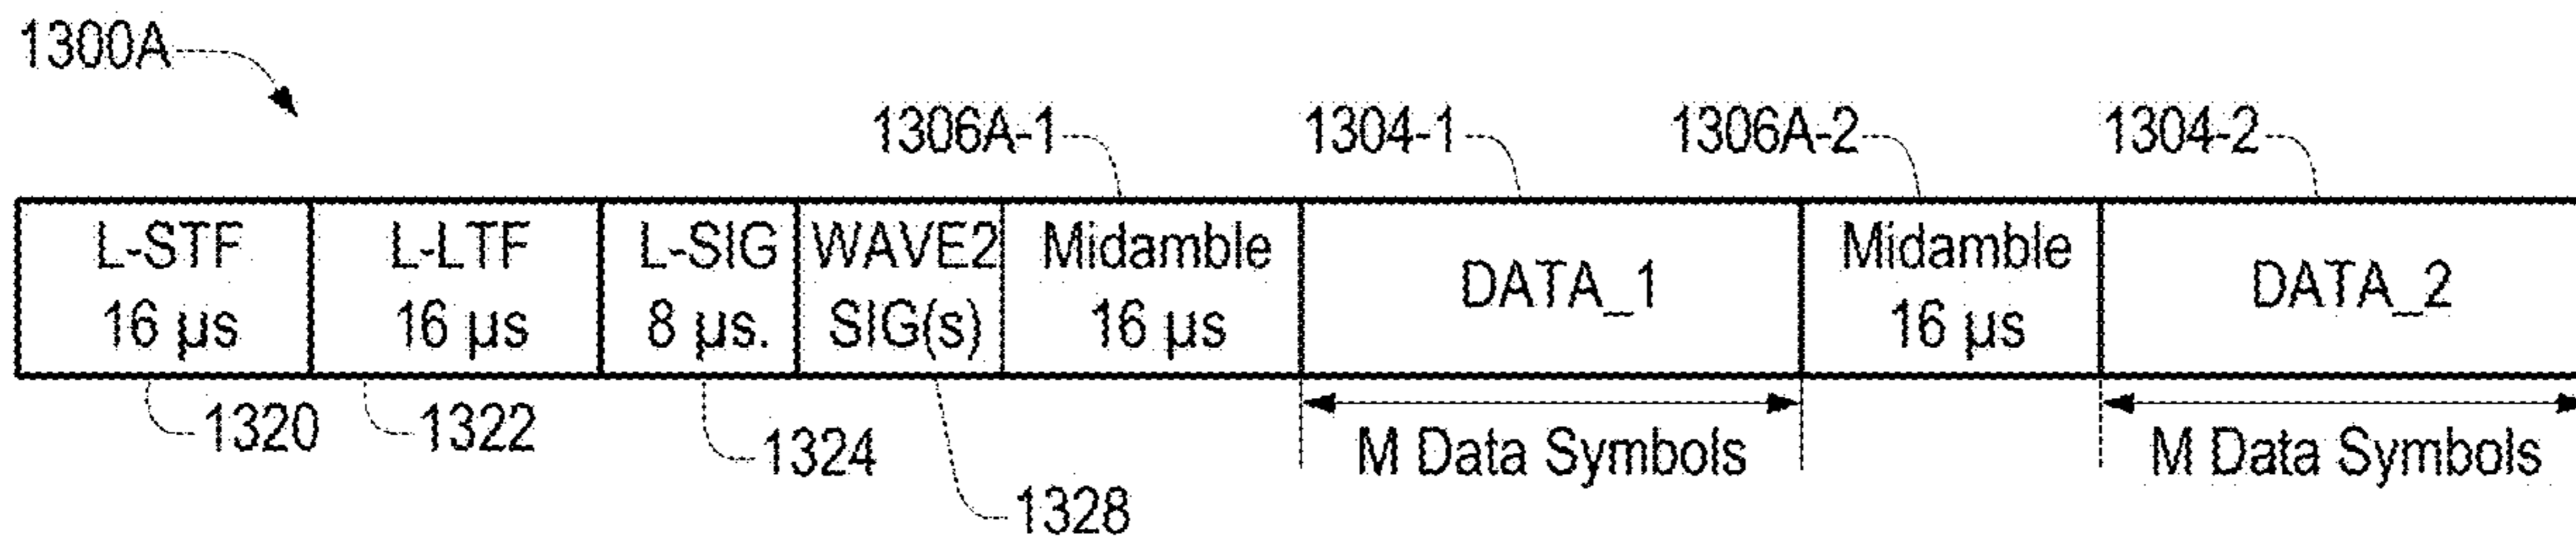 1300A
1306A-1
1304-1
1306A-2
1304-2
L-STF
16 µs
L-LTF
16 µs
L-SIG
8 µs.
WAVE2
SIG(s)
Midamble
16 µs
DATA_1
Midamble
16 µs
DATA_2
1320
1322
1324
1328
M Data Symbols
M Data Symbols